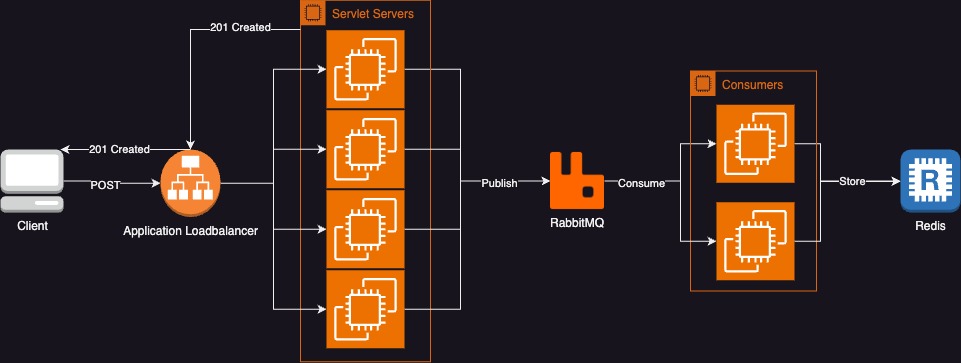 Servlet Servers
201 Created
201 Created
POST
Client
Application Loadbalancer
Publish
RabbitMQ
Consume
Consumers
Store
R
Redis